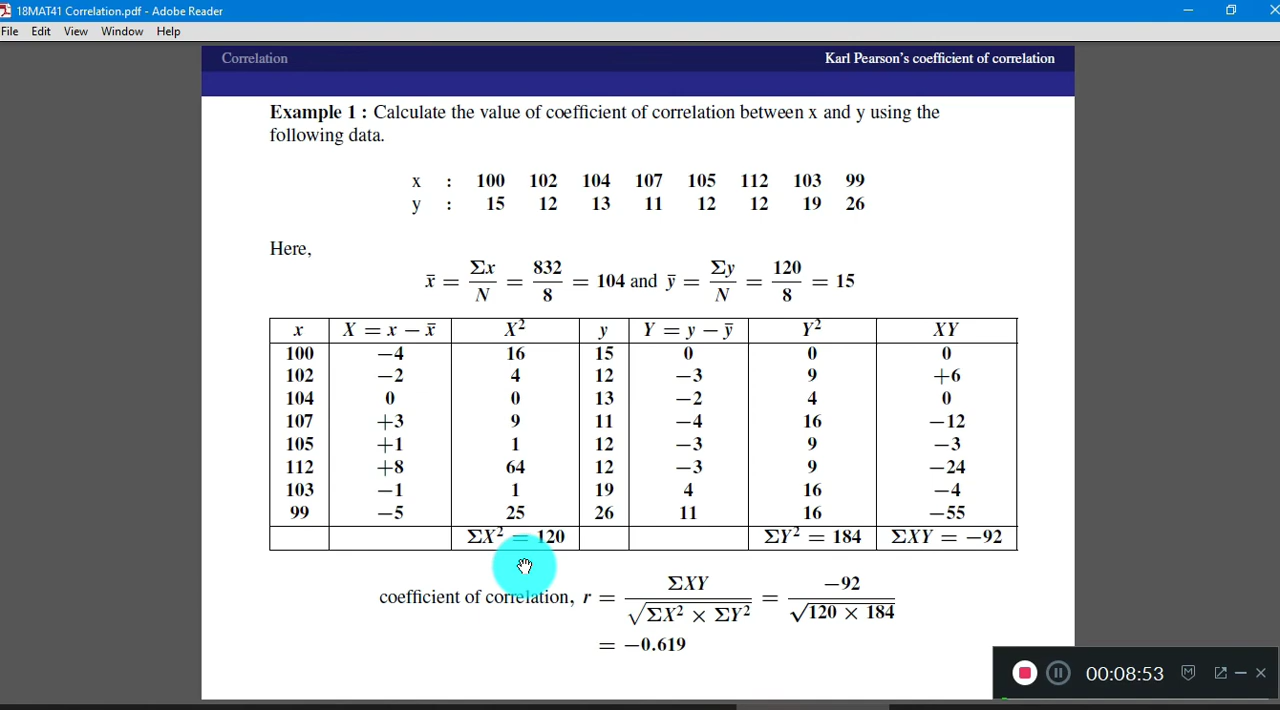 18MAT41 Correlation.pdf - Adobe Reader
File Edit View Window Help
Correlation Karl Pearson's coefficient of correlation
Example 1 : Calculate the value of coefficient of correlation between x and y using the
following data.
x : 100 102 104 107 105 112 103 99
y : 15 12 13 11 12 12 19 26
Here,
x̄ = Σx/N = 832/8 = 104 and ȳ = Σy/N = 120/8 = 15
x X = x − x̄ X² y Y = y − ȳ Y² XY
100 −4 16 15 0 0 0
102 −2 4 12 −3 9 +6
104 0 0 13 −2 4 0
107 +3 9 11 −4 16 −12
105 +1 1 12 −3 9 −3
112 +8 64 12 −3 9 −24
103 −1 1 19 4 16 −4
99 −5 25 26 11 16 −55
ΣX² = 120 ΣY² = 184 ΣXY = −92
coefficient of correlation, r = ΣXY/√(ΣX² × ΣY²) = −92/√(120 × 184)
= −0.619
00:08:53